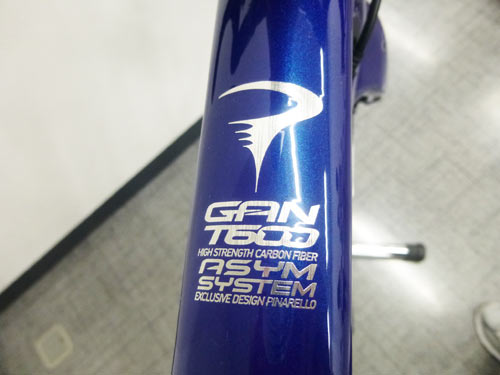 GAN
T600
HIGH STRENGTH CARBON FIBER
ASYM
SYSTEM
EXCLUSIVE DESIGN PINARELLO